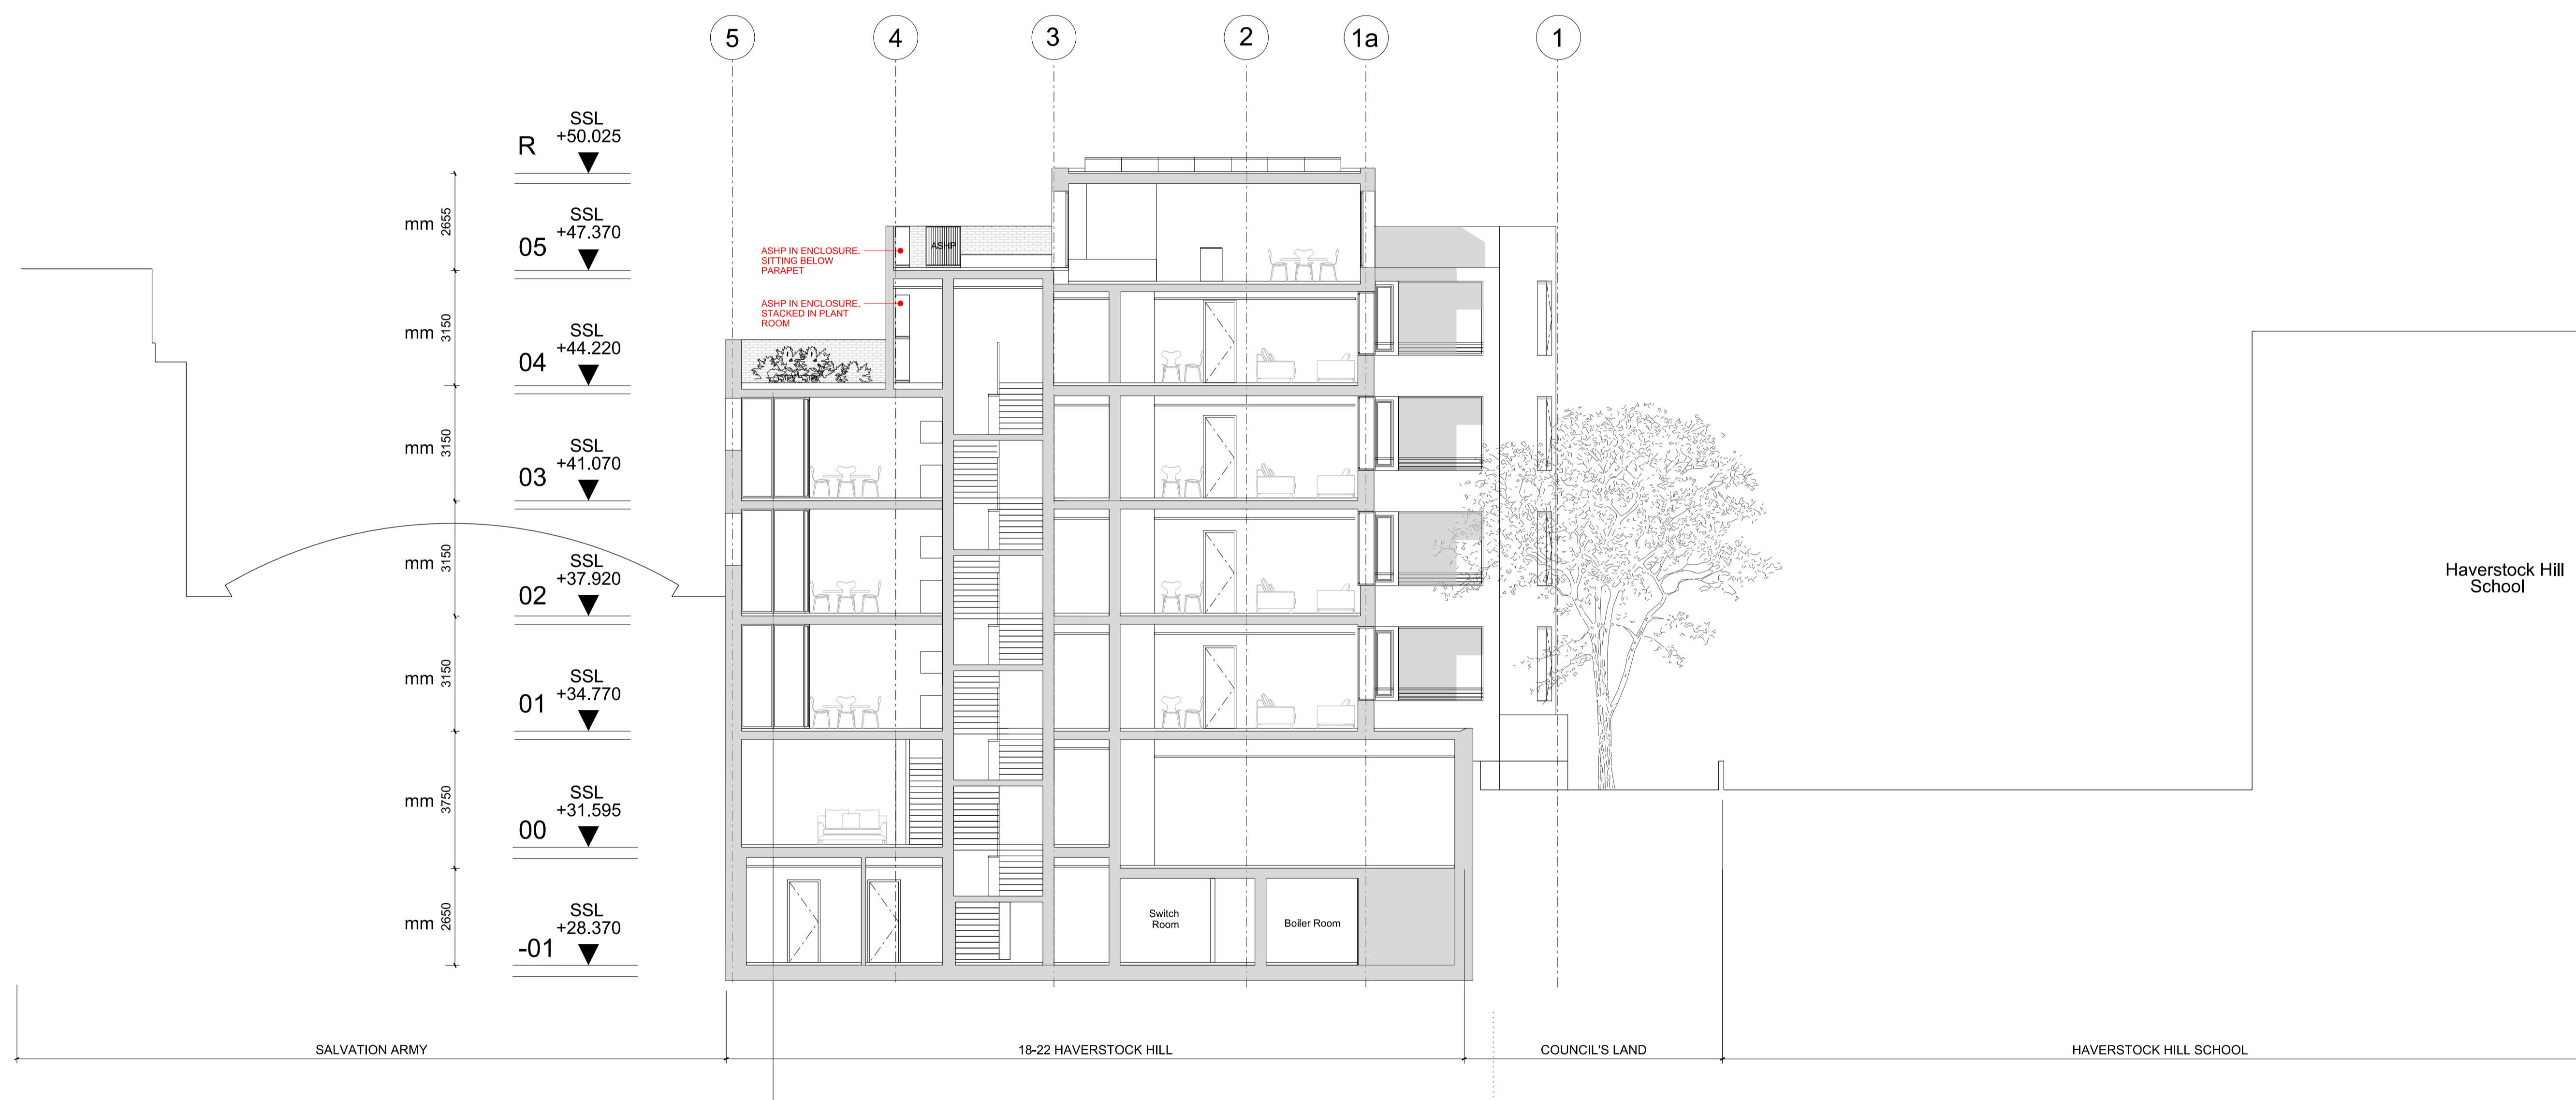 5
4
3
2
1a
1
SSL
R +50.025
mm 2655
SSL
05 +47.370
mm 3150
SSL
04 +44.220
mm 3150
SSL
03 +41.070
mm 3150
SSL
02 +37.920
mm 3150
SSL
01 +34.770
mm 3750
SSL
00 +31.595
mm 2650
SSL
-01 +28.370
ASHP IN ENCLOSURE.
SITTING BELOW
PARAPET
ASHP
ASHP IN ENCLOSURE,
STACKED IN PLANT
ROOM
Switch
Room
Boiler Room
Haverstock Hill
School
SALVATION ARMY
18-22 HAVERSTOCK HILL
COUNCIL'S LAND
HAVERSTOCK HILL SCHOOL